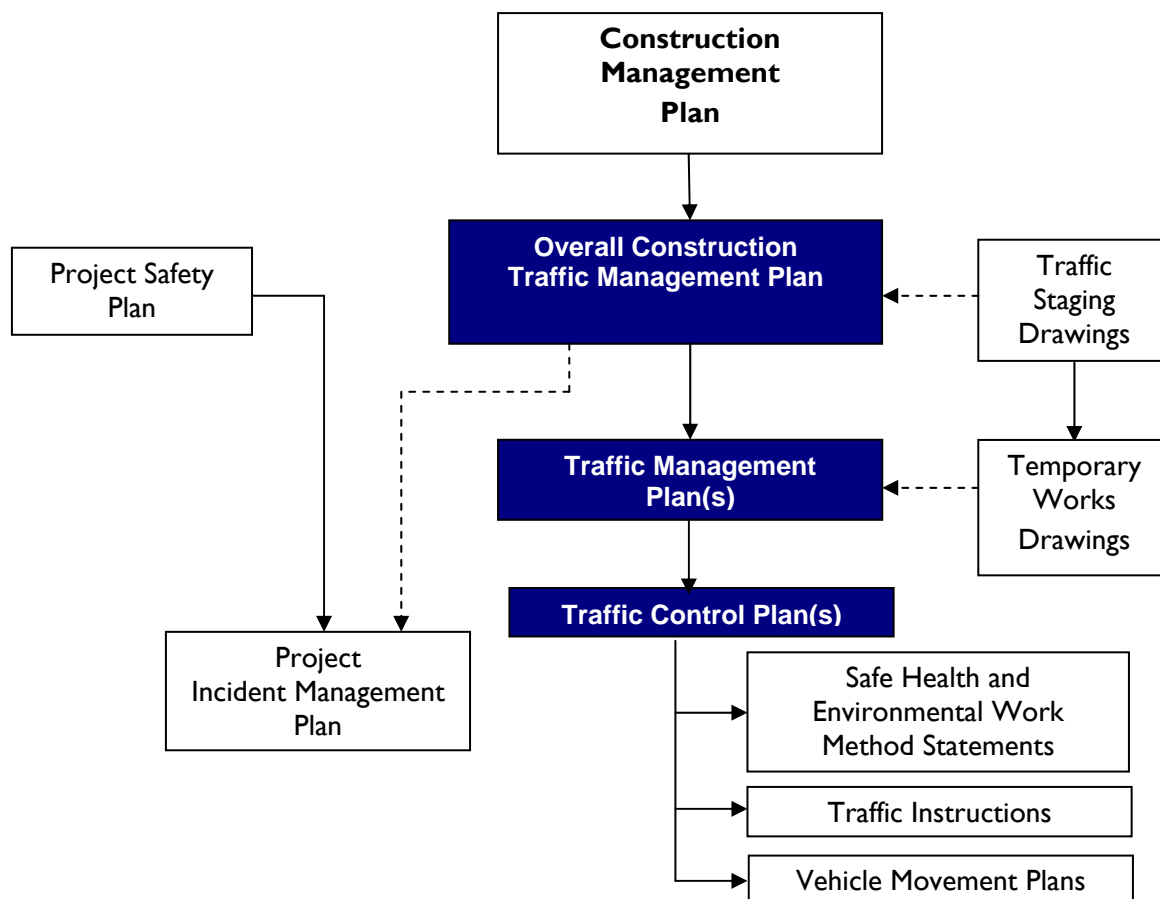 Construction
Management
Plan
Overall Construction
Traffic Management Plan
Project Safety
Plan
Traffic
Staging
Drawings
Traffic Management
Plan(s)
Temporary
Works
Drawings
Traffic Control Plan(s)
Project
Incident Management
Plan
Safe Health and
Environmental Work
Method Statements
Traffic Instructions
Vehicle Movement Plans